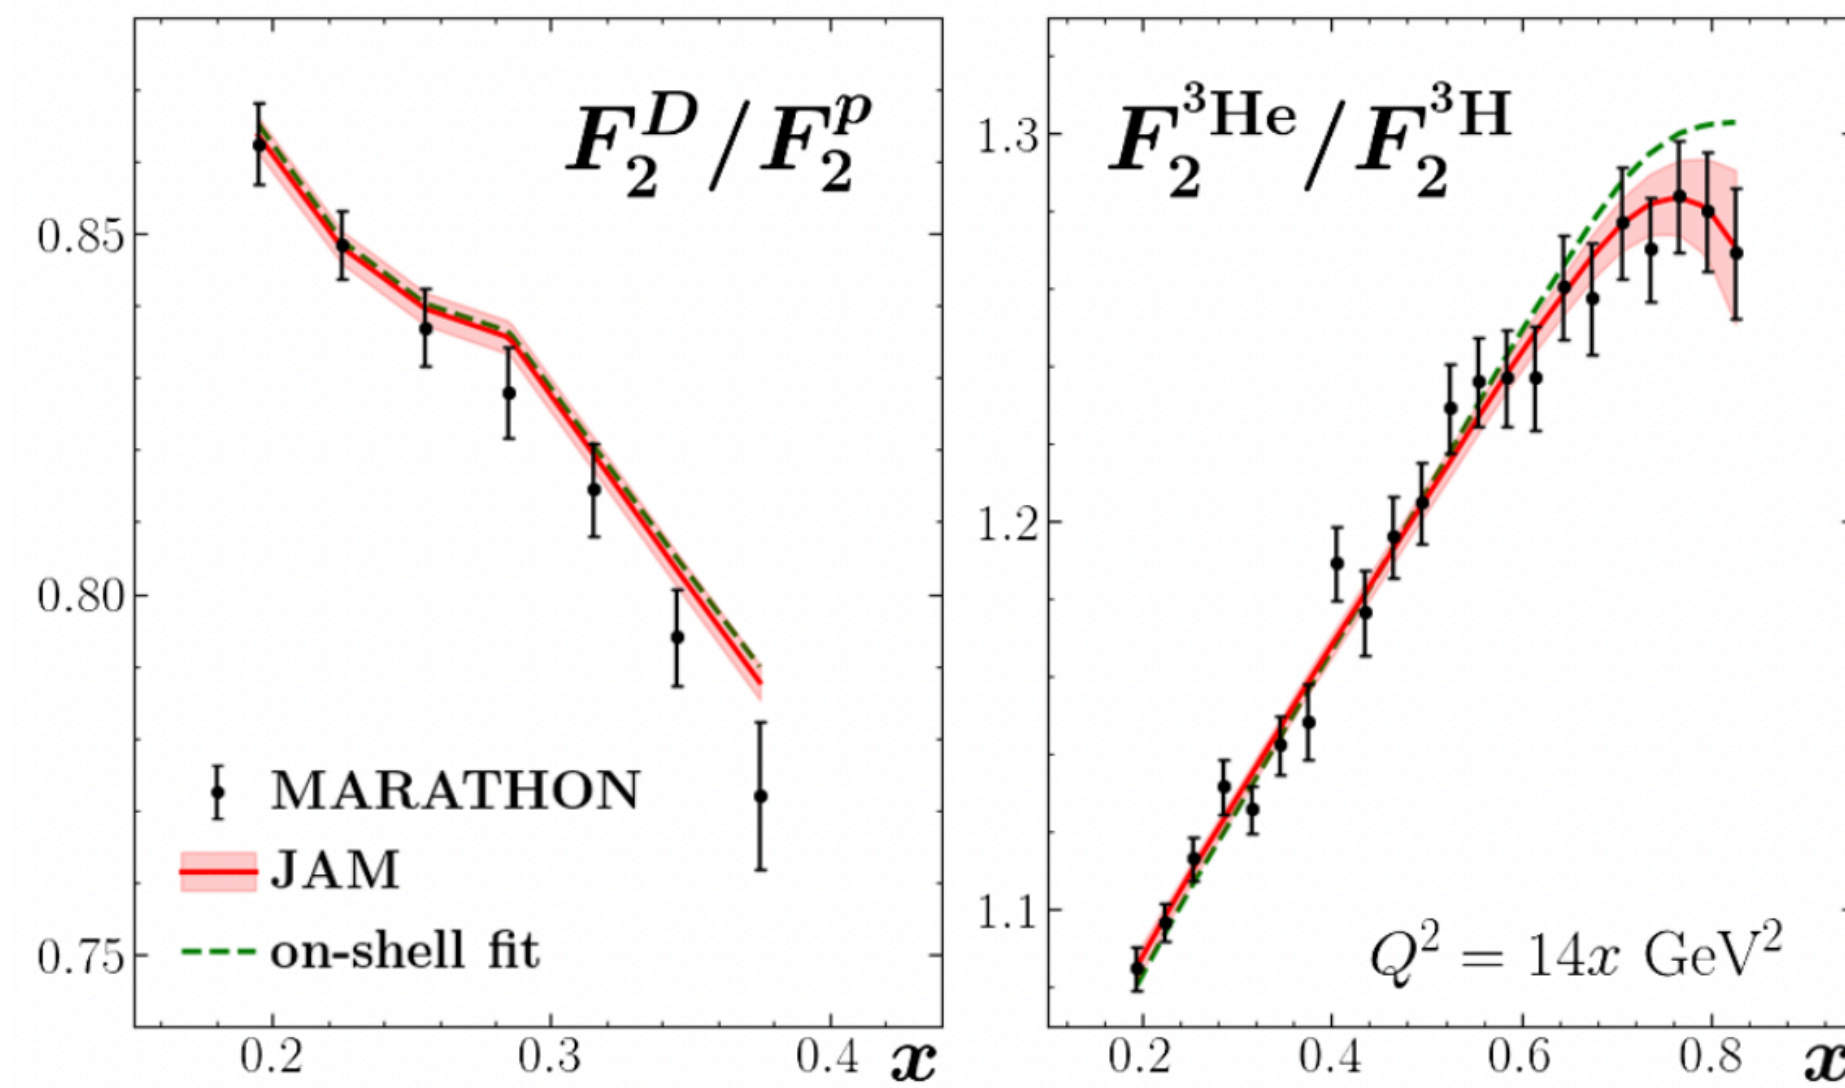 F₂ᴰ/F₂ᵖ
0.85
0.80
0.75
MARATHON
JAM
on-shell fit
0.2 0.3 0.4 x
F₂³ᴴᵉ/F₂³ᴴ
1.3
1.2
1.1
Q² = 14x GeV²
0.2 0.4 0.6 0.8 x